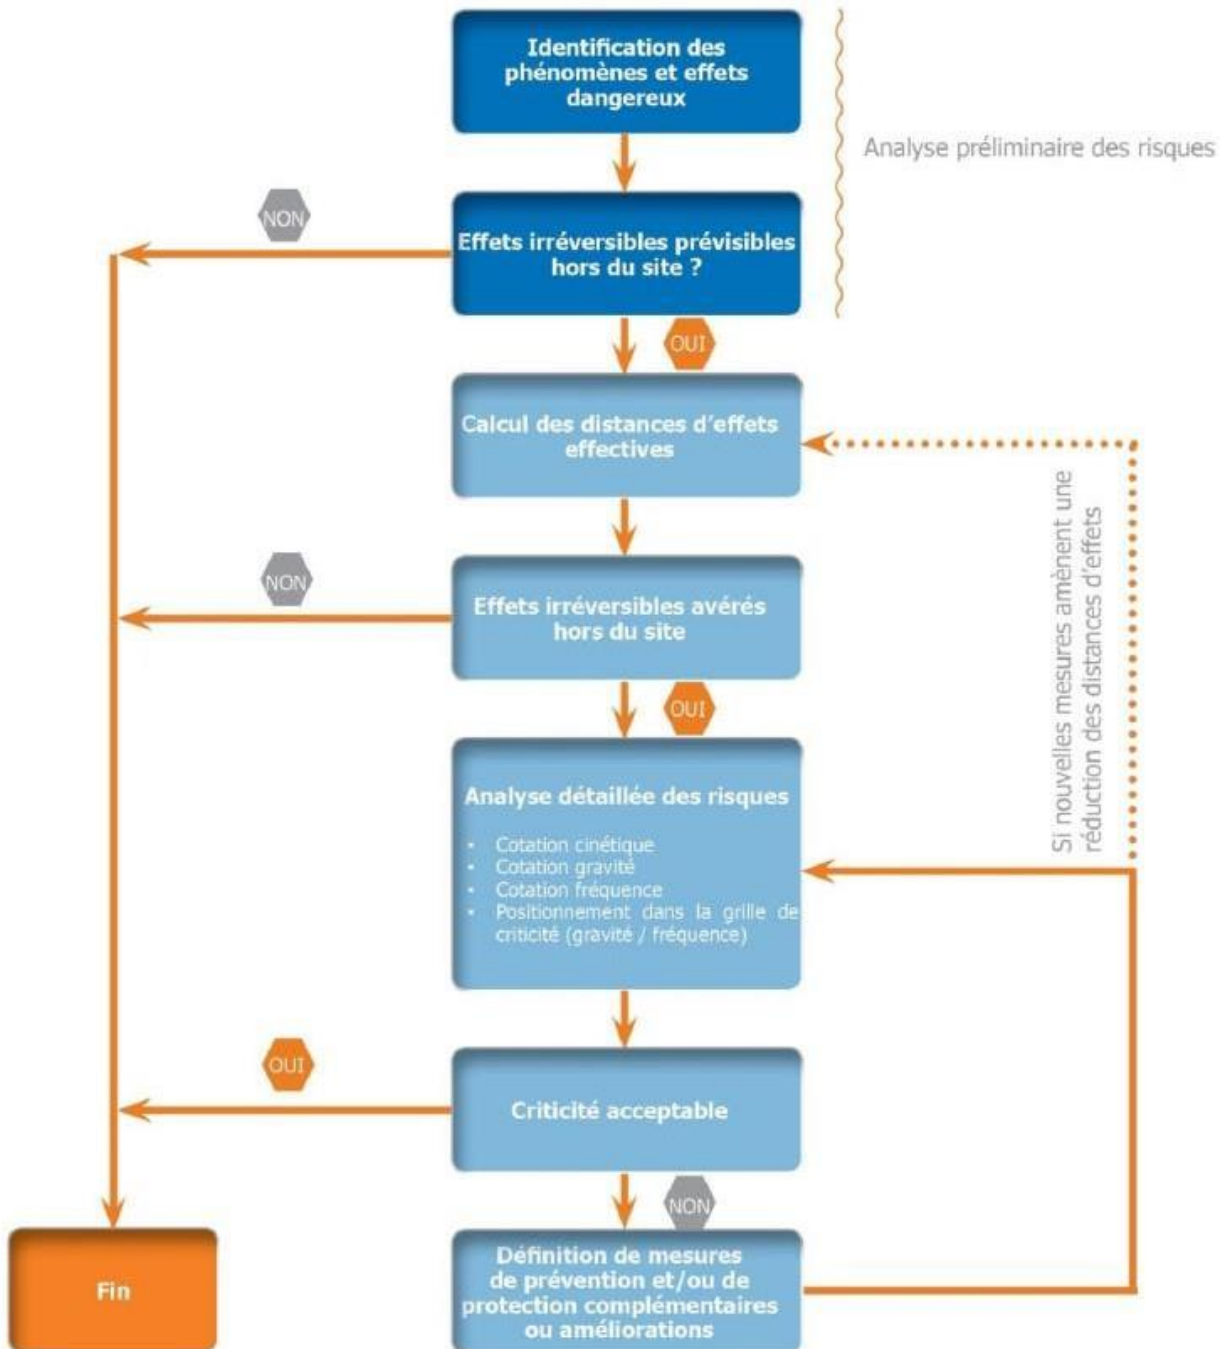 Identification des
phénomènes et effets
dangereux
Analyse préliminaire des risques
NON
Effets irréversibles prévisibles
hors du site ?
OUI
Calcul des distances d'effets
effectives
Si nouvelles mesures amènent une
réduction des distances d'effets
NON
Effets irréversibles avérés
hors du site
OUI
Analyse détaillée des risques
• Cotation cinétique
• Cotation gravité
• Cotation fréquence
• Positionnement dans la grille de
criticité (gravité / fréquence)
OUI
Criticité acceptable
NON
Fin
Définition de mesures
de prévention et/ou de
protection complémentaires
ou améliorations